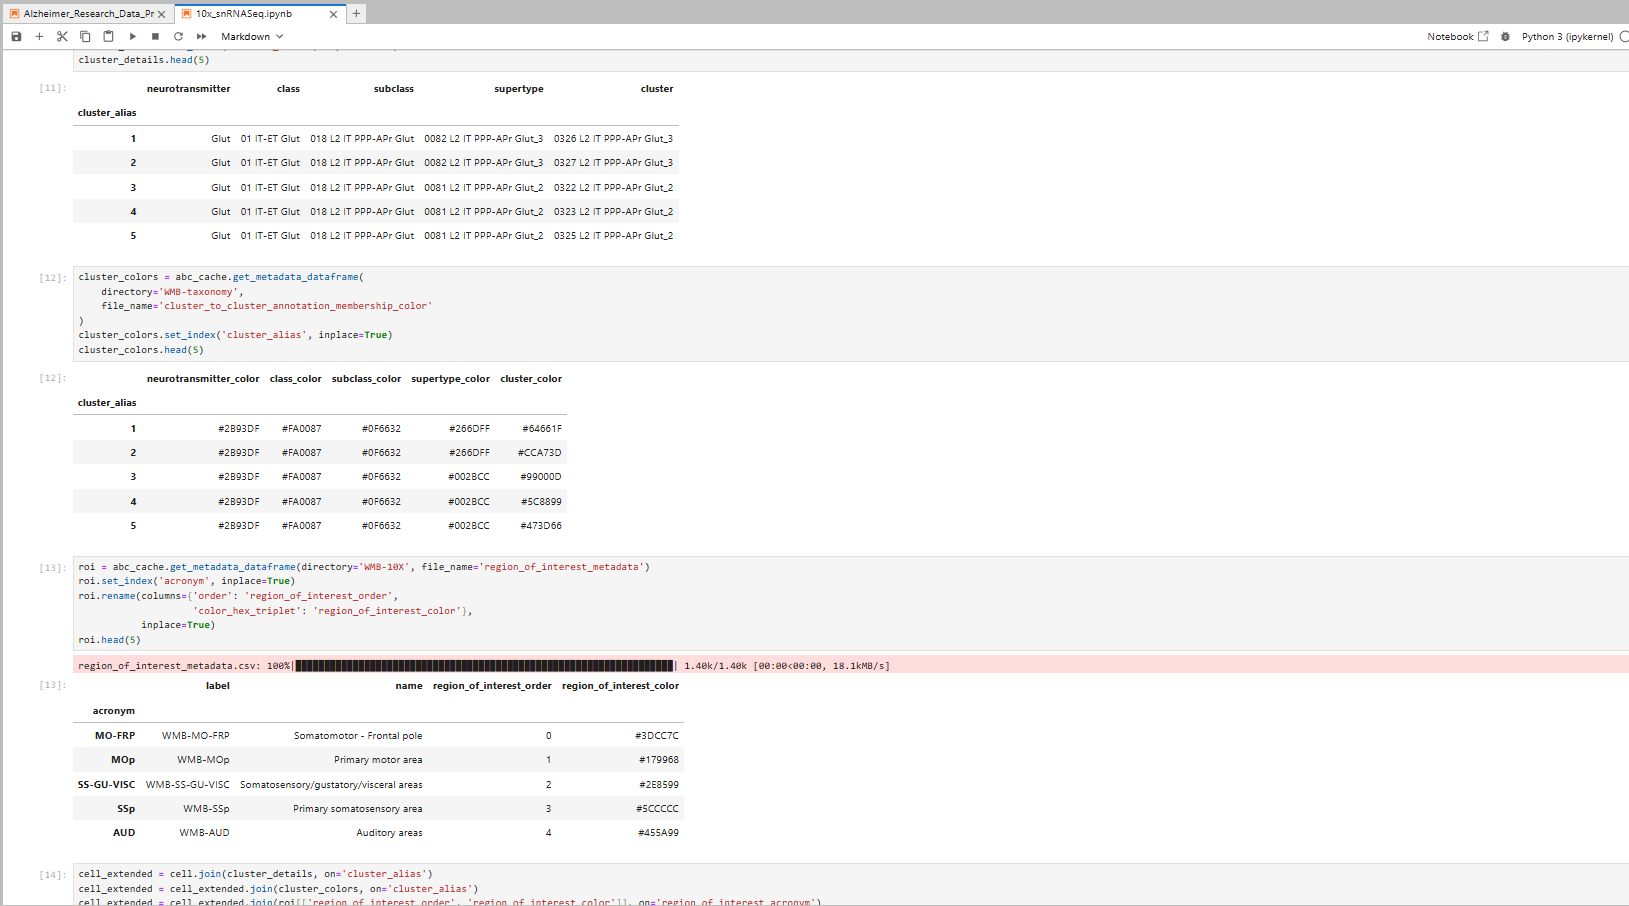 Alzheimer_Research_Data_Pr
10x_snRNASeq.ipynb
Markdown
Notebook
Python 3 (ipykernel)
cluster_details.head(5)
[11]:
neurotransmitter class subclass supertype cluster
cluster_alias
1 Glut 01 IT-ET Glut 018 L2 IT PPP-APr Glut 0082 L2 IT PPP-APr Glut_3 0326 L2 IT PPP-APr Glut_3
2 Glut 01 IT-ET Glut 018 L2 IT PPP-APr Glut 0082 L2 IT PPP-APr Glut_3 0327 L2 IT PPP-APr Glut_3
3 Glut 01 IT-ET Glut 018 L2 IT PPP-APr Glut 0081 L2 IT PPP-APr Glut_2 0322 L2 IT PPP-APr Glut_2
4 Glut 01 IT-ET Glut 018 L2 IT PPP-APr Glut 0081 L2 IT PPP-APr Glut_2 0323 L2 IT PPP-APr Glut_2
5 Glut 01 IT-ET Glut 018 L2 IT PPP-APr Glut 0081 L2 IT PPP-APr Glut_2 0325 L2 IT PPP-APr Glut_2
[12]: cluster_colors = abc_cache.get_metadata_dataframe(
directory='WMB-taxonomy',
file_name='cluster_to_cluster_annotation_membership_color'
)
cluster_colors.set_index('cluster_alias', inplace=True)
cluster_colors.head(5)
[12]:
neurotransmitter_color class_color subclass_color supertype_color cluster_color
cluster_alias
1 #2B93DF #FA0087 #0F6632 #266DFF #64661F
2 #2B93DF #FA0087 #0F6632 #266DFF #CCA73D
3 #2B93DF #FA0087 #0F6632 #002BCC #99000D
4 #2B93DF #FA0087 #0F6632 #002BCC #5C8899
5 #2B93DF #FA0087 #0F6632 #002BCC #473D66
[13]: roi = abc_cache.get_metadata_dataframe(directory='WMB-10X', file_name='region_of_interest_metadata')
roi.set_index('acronym', inplace=True)
roi.rename(columns={'order': 'region_of_interest_order',
'color_hex_triplet': 'region_of_interest_color'},
inplace=True)
roi.head(5)
region_of_interest_metadata.csv: 100%| | 1.40k/1.40k [00:00<00:00, 18.1kMB/s]
[13]:
label name region_of_interest_order region_of_interest_color
acronym
MO-FRP WMB-MO-FRP Somatomotor - Frontal pole 0 #3DCC7C
MOp WMB-MOp Primary motor area 1 #179968
SS-GU-VISC WMB-SS-GU-VISC Somatosensory/gustatory/visceral areas 2 #2E8599
SSp WMB-SSp Primary somatosensory area 3 #5CCCCC
AUD WMB-AUD Auditory areas 4 #455A99
[14]: cell_extended = cell.join(cluster_details, on='cluster_alias')
cell_extended = cell_extended.join(cluster_colors, on='cluster_alias')
cell_extended = cell_extended.join(roi[['region_of_interest_order', 'region_of_interest_color']], on='region_of_interest_acronym')